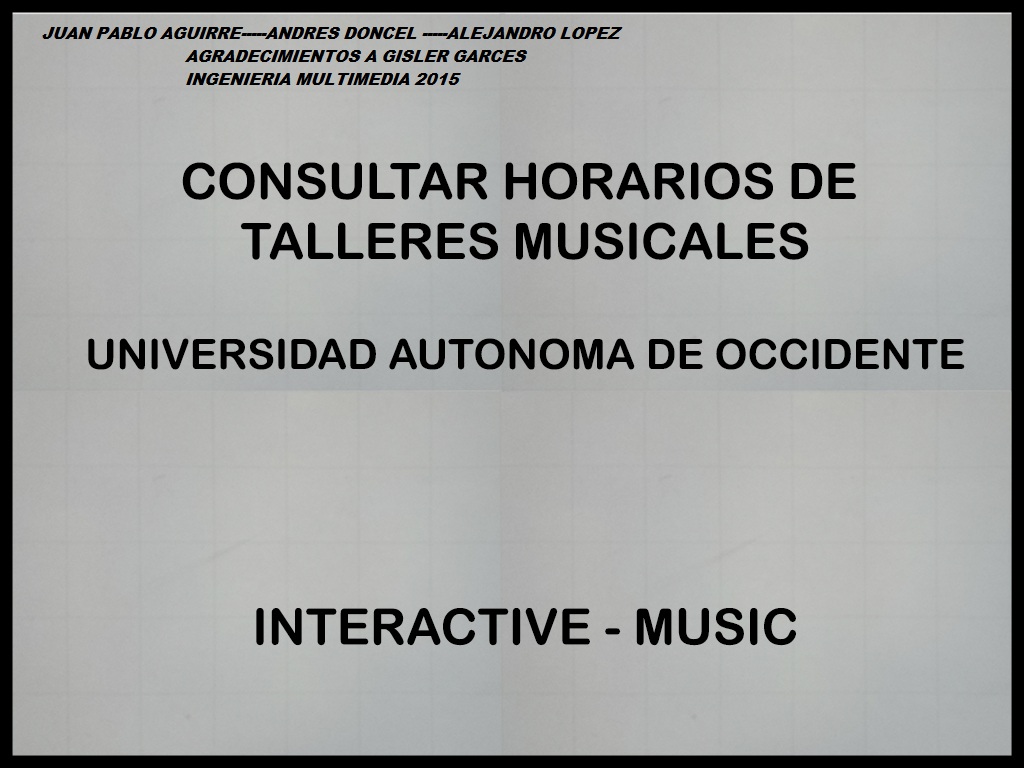 JUAN PABLO AGUIRRE-----ANDRES DONCEL -----ALEJANDRO LOPEZ
AGRADECIMIENTOS A GISLER GARCES
INGENIERIA MULTIMEDIA 2015
CONSULTAR HORARIOS DE
TALLERES MUSICALES
UNIVERSIDAD AUTONOMA DE OCCIDENTE
INTERACTIVE - MUSIC